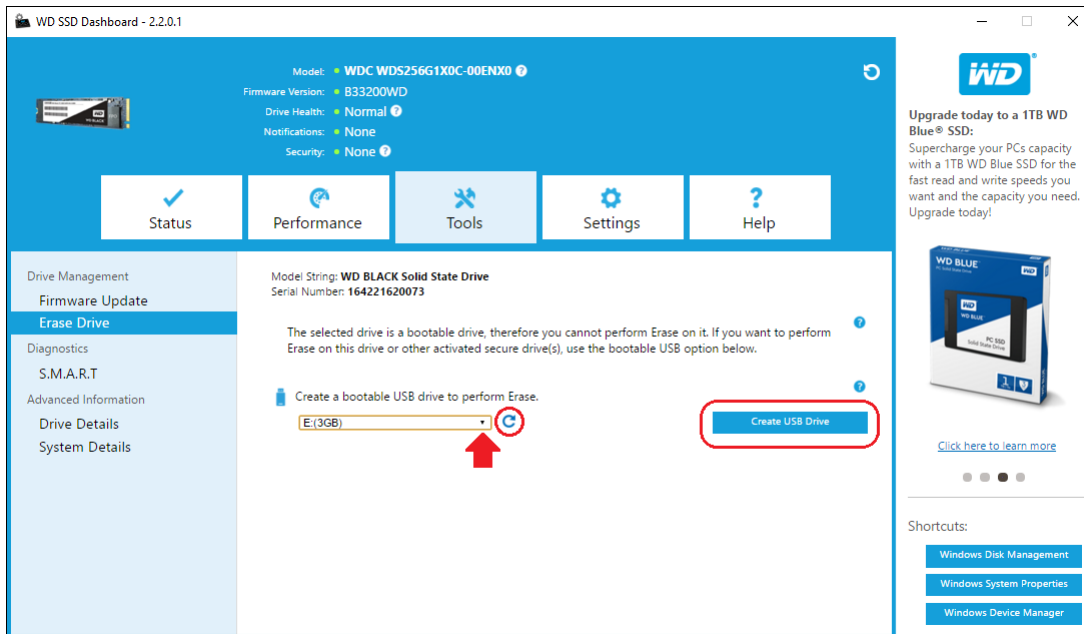 WD SSD Dashboard - 2.2.0.1
Model: WDC WDS256G1X0C-00ENX0 ?
Firmware Version: B33200WD
Drive Health: Normal ?
Notifications: None
Security: None ?
Status
Performance
Tools
Settings
?
Help
Drive Management
Firmware Update
Erase Drive
Diagnostics
S.M.A.R.T
Advanced Information
Drive Details
System Details
Model String: WD BLACK Solid State Drive
Serial Number: 164221620073
The selected drive is a bootable drive, therefore you cannot perform Erase on it. If you want to perform ?
Erase on this drive or other activated secure drive(s), use the bootable USB option below.
?
Create a bootable USB drive to perform Erase.
E:(3GB)
Create USB Drive
WD®
Upgrade today to a 1TB WD
Blue® SSD:
Supercharge your PCs capacity
with a 1TB WD Blue SSD for the
fast read and write speeds you
want and the capacity you need.
Upgrade today!
WD BLUE
WD
WD
WD BLUE
PC SSD
Solid State Drive
Click here to learn more
Shortcuts:
Windows Disk Management
Windows System Properties
Windows Device Manager